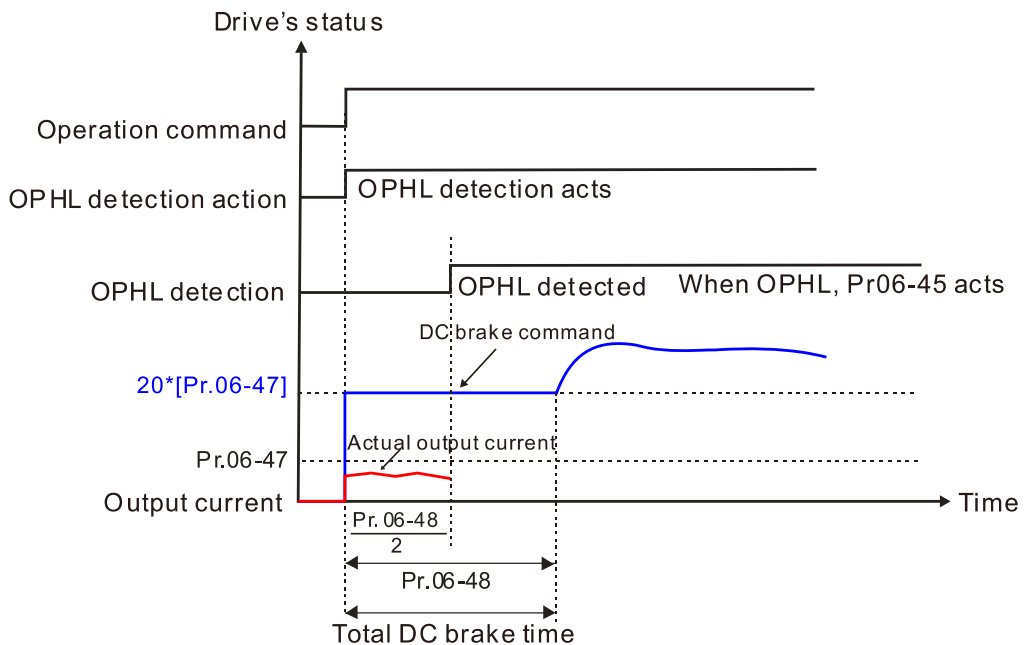 Drive's status
Operation command
OPHL detection action
OPHL detection acts
OPHL detection
OPHL detected
When OPHL, Pr06-45 acts
DC brake command
20*[Pr.06-47]
Actual output current
Pr.06-47
Output current
Time
Pr.06-48
2
Pr.06-48
Total DC brake time